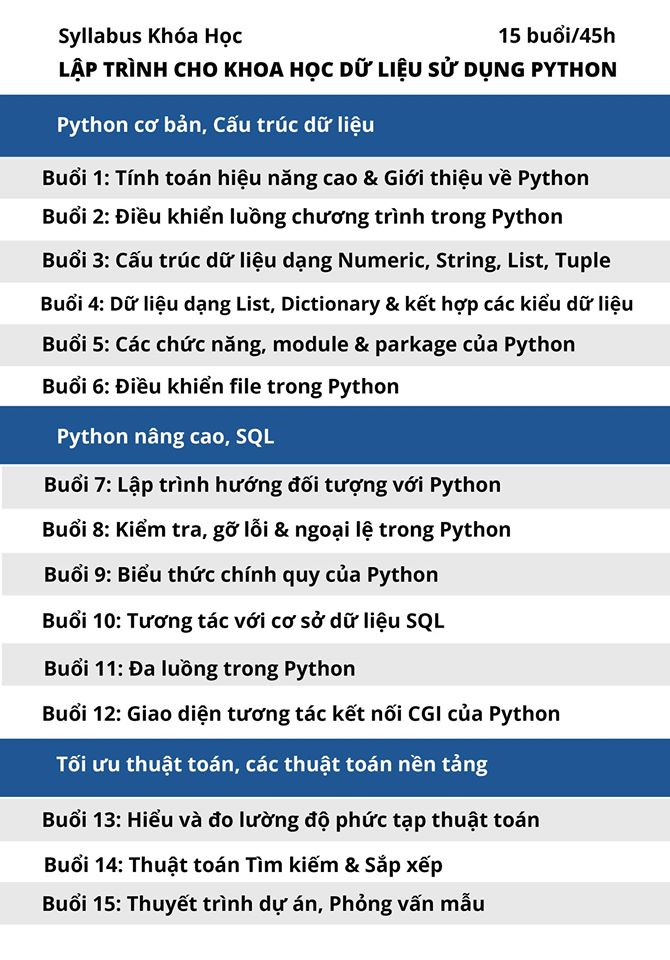 Syllabus Khóa Học 15 buổi/45h
LẬP TRÌNH CHO KHOA HỌC DỮ LIỆU SỬ DỤNG PYTHON
Python cơ bản, Cấu trúc dữ liệu
Buổi 1: Tính toán hiệu năng cao & Giới thiệu về Python
Buổi 2: Điều khiển luồng chương trình trong Python
Buổi 3: Cấu trúc dữ liệu dạng Numeric, String, List, Tuple
Buổi 4: Dữ liệu dạng List, Dictionary & kết hợp các kiểu dữ liệu
Buổi 5: Các chức năng, module & parkage của Python
Buổi 6: Điều khiển file trong Python
Python nâng cao, SQL
Buổi 7: Lập trình hướng đối tượng với Python
Buổi 8: Kiểm tra, gỡ lỗi & ngoại lệ trong Python
Buổi 9: Biểu thức chính quy của Python
Buổi 10: Tương tác với cơ sở dữ liệu SQL
Buổi 11: Đa luồng trong Python
Buổi 12: Giao diện tương tác kết nối CGI của Python
Tối ưu thuật toán, các thuật toán nền tảng
Buổi 13: Hiểu và đo lường độ phức tạp thuật toán
Buổi 14: Thuật toán Tìm kiếm & Sắp xếp
Buổi 15: Thuyết trình dự án, Phỏng vấn mẫu